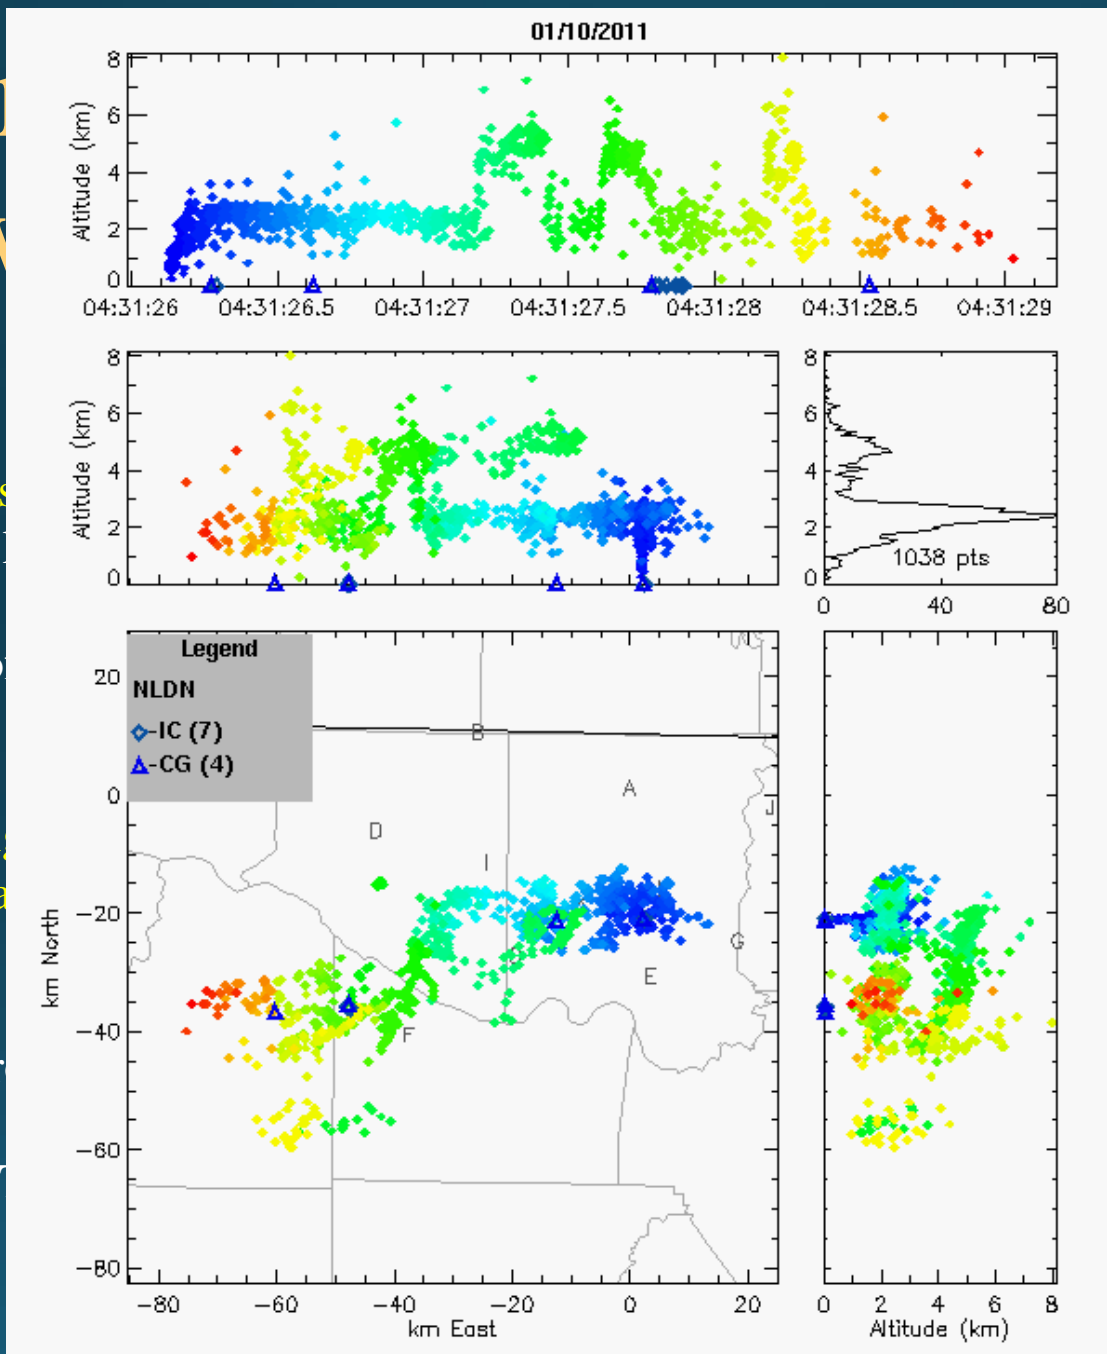 01/10/2011
8
6
4
2
0
Altitude (km)
04:31:26 04:31:26.5 04:31:27 04:31:27.5 04:31:28 04:31:28.5 04:31:29
8
6
4
2
0
Altitude (km)
8
6
4
2
0
1038 pts
0 40 80
Legend
NLDN
-IC (7)
-CG (4)
20
0
-20
-40
-60
-80
km North
B
A
J
D
I
G
E
F
-80 -60 -40 -20 0 20
km East
0 2 4 6 8
Altitude (km)